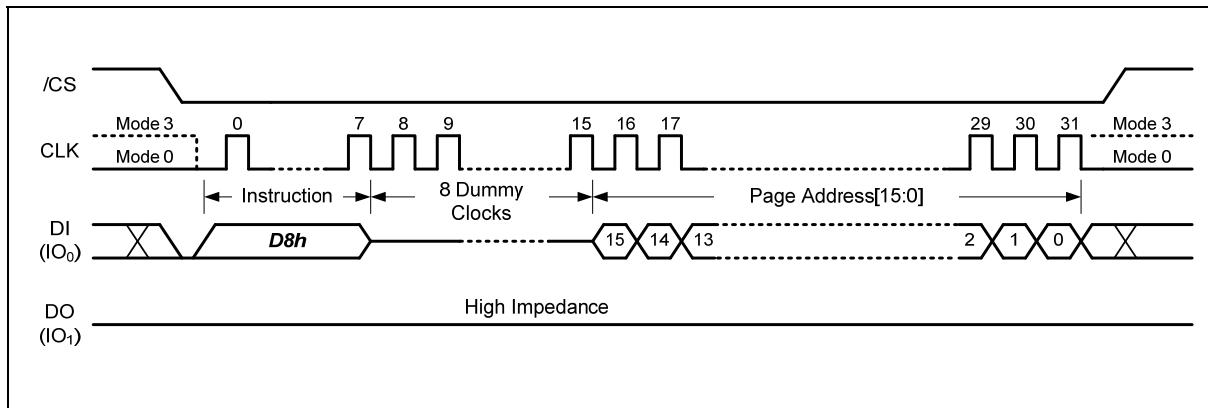 /CS
Mode 3 0 7 8 9 15 16 17 29 30 31 Mode 3
CLK
Mode 0 Mode 0
Instruction 8 Dummy Clocks Page Address[15:0]
DI
(IO₀)
D8h 15 14 13 2 1 0
High Impedance
DO
(IO₁)